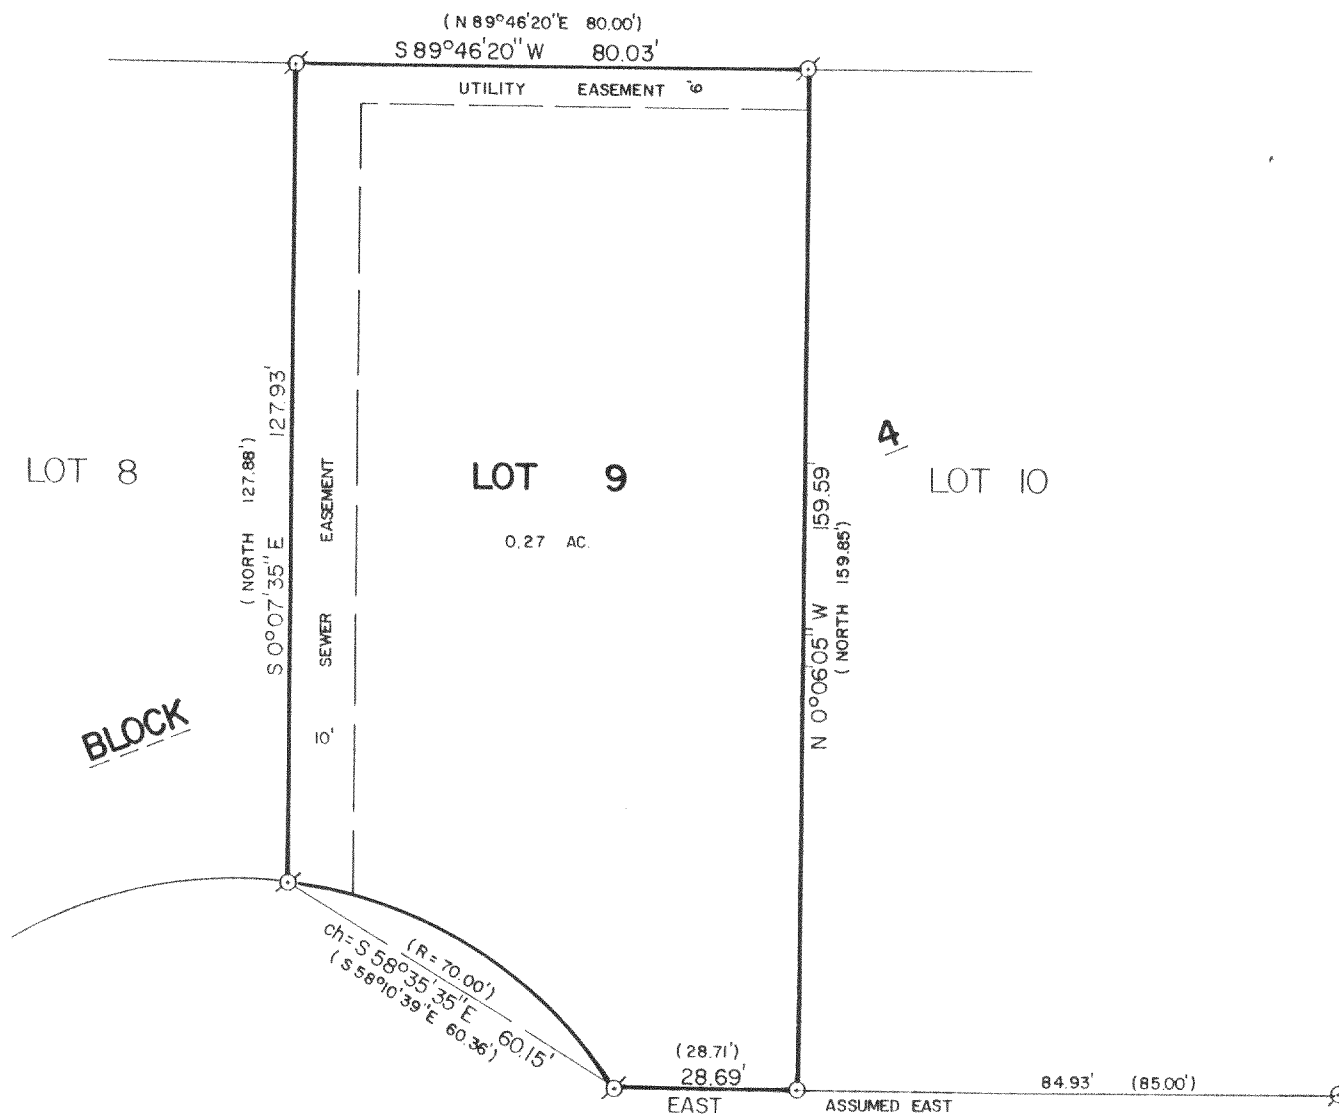 ( N 89°46'20"E 80.00')
S 89°46'20" W 80.03'
UTILITY EASEMENT 6'
LOT 8
( NORTH 127.88')
S 0°07'35" E 127.93'
10' SEWER EASEMENT
LOT 9
0.27 AC.
N 0°06'05" W 159.59'
( NORTH 159.85')
4
LOT 10
BLOCK
(R = 70.00')
ch= S 58°35'35"E 60.15'
( S 58°10'39"E 60.36')
(28.71')
28.69'
EAST
84.93' (85.00')
ASSUMED EAST